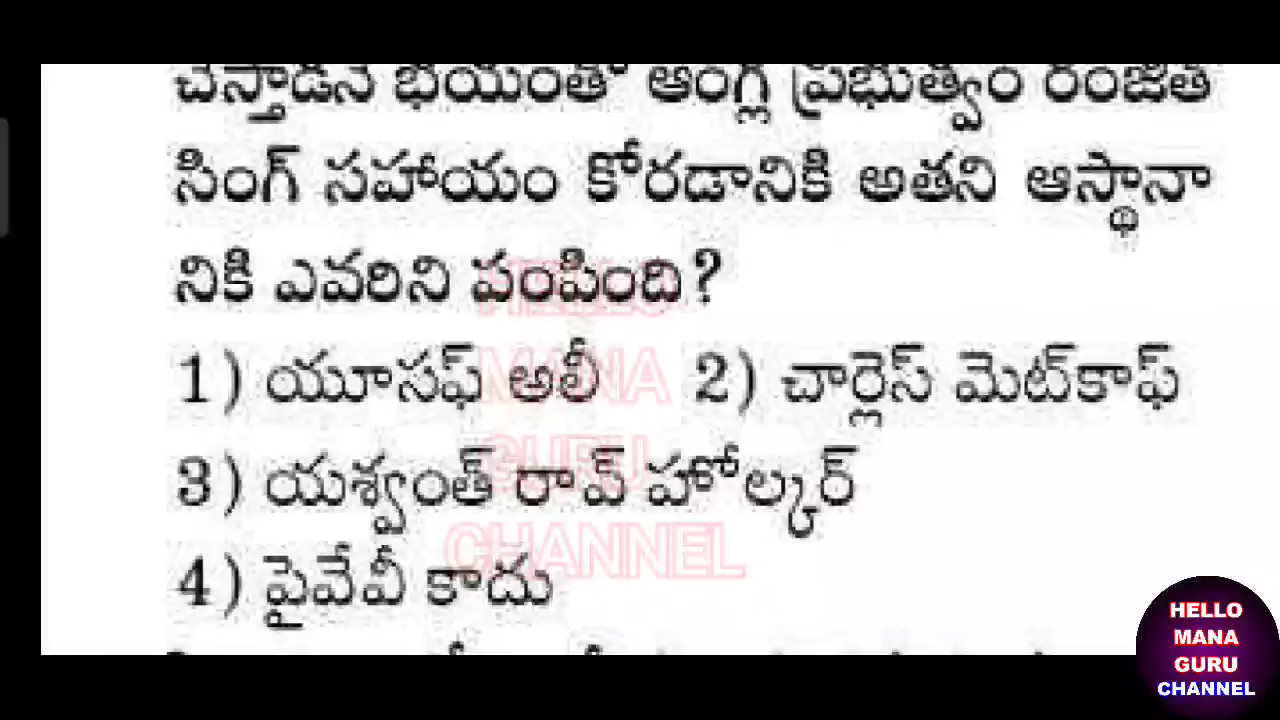 చేస్తాడనే భయంతో ఆంగ్ల ప్రభుత్వం రంజిత్
సింగ్ సహాయం కోరడానికి అతని ఆస్థానా
నికి ఎవరిని పంపింది?
1) యూసఫ్ అలీ 2) చార్లెస్ మెట్‌కాఫ్
3) యశ్వంత్ రావ్ హోల్కర్
4) పైవేవీ కాదు
HELLO
MANA
GURU
CHANNEL
HELLO
MANA
GURU
CHANNEL